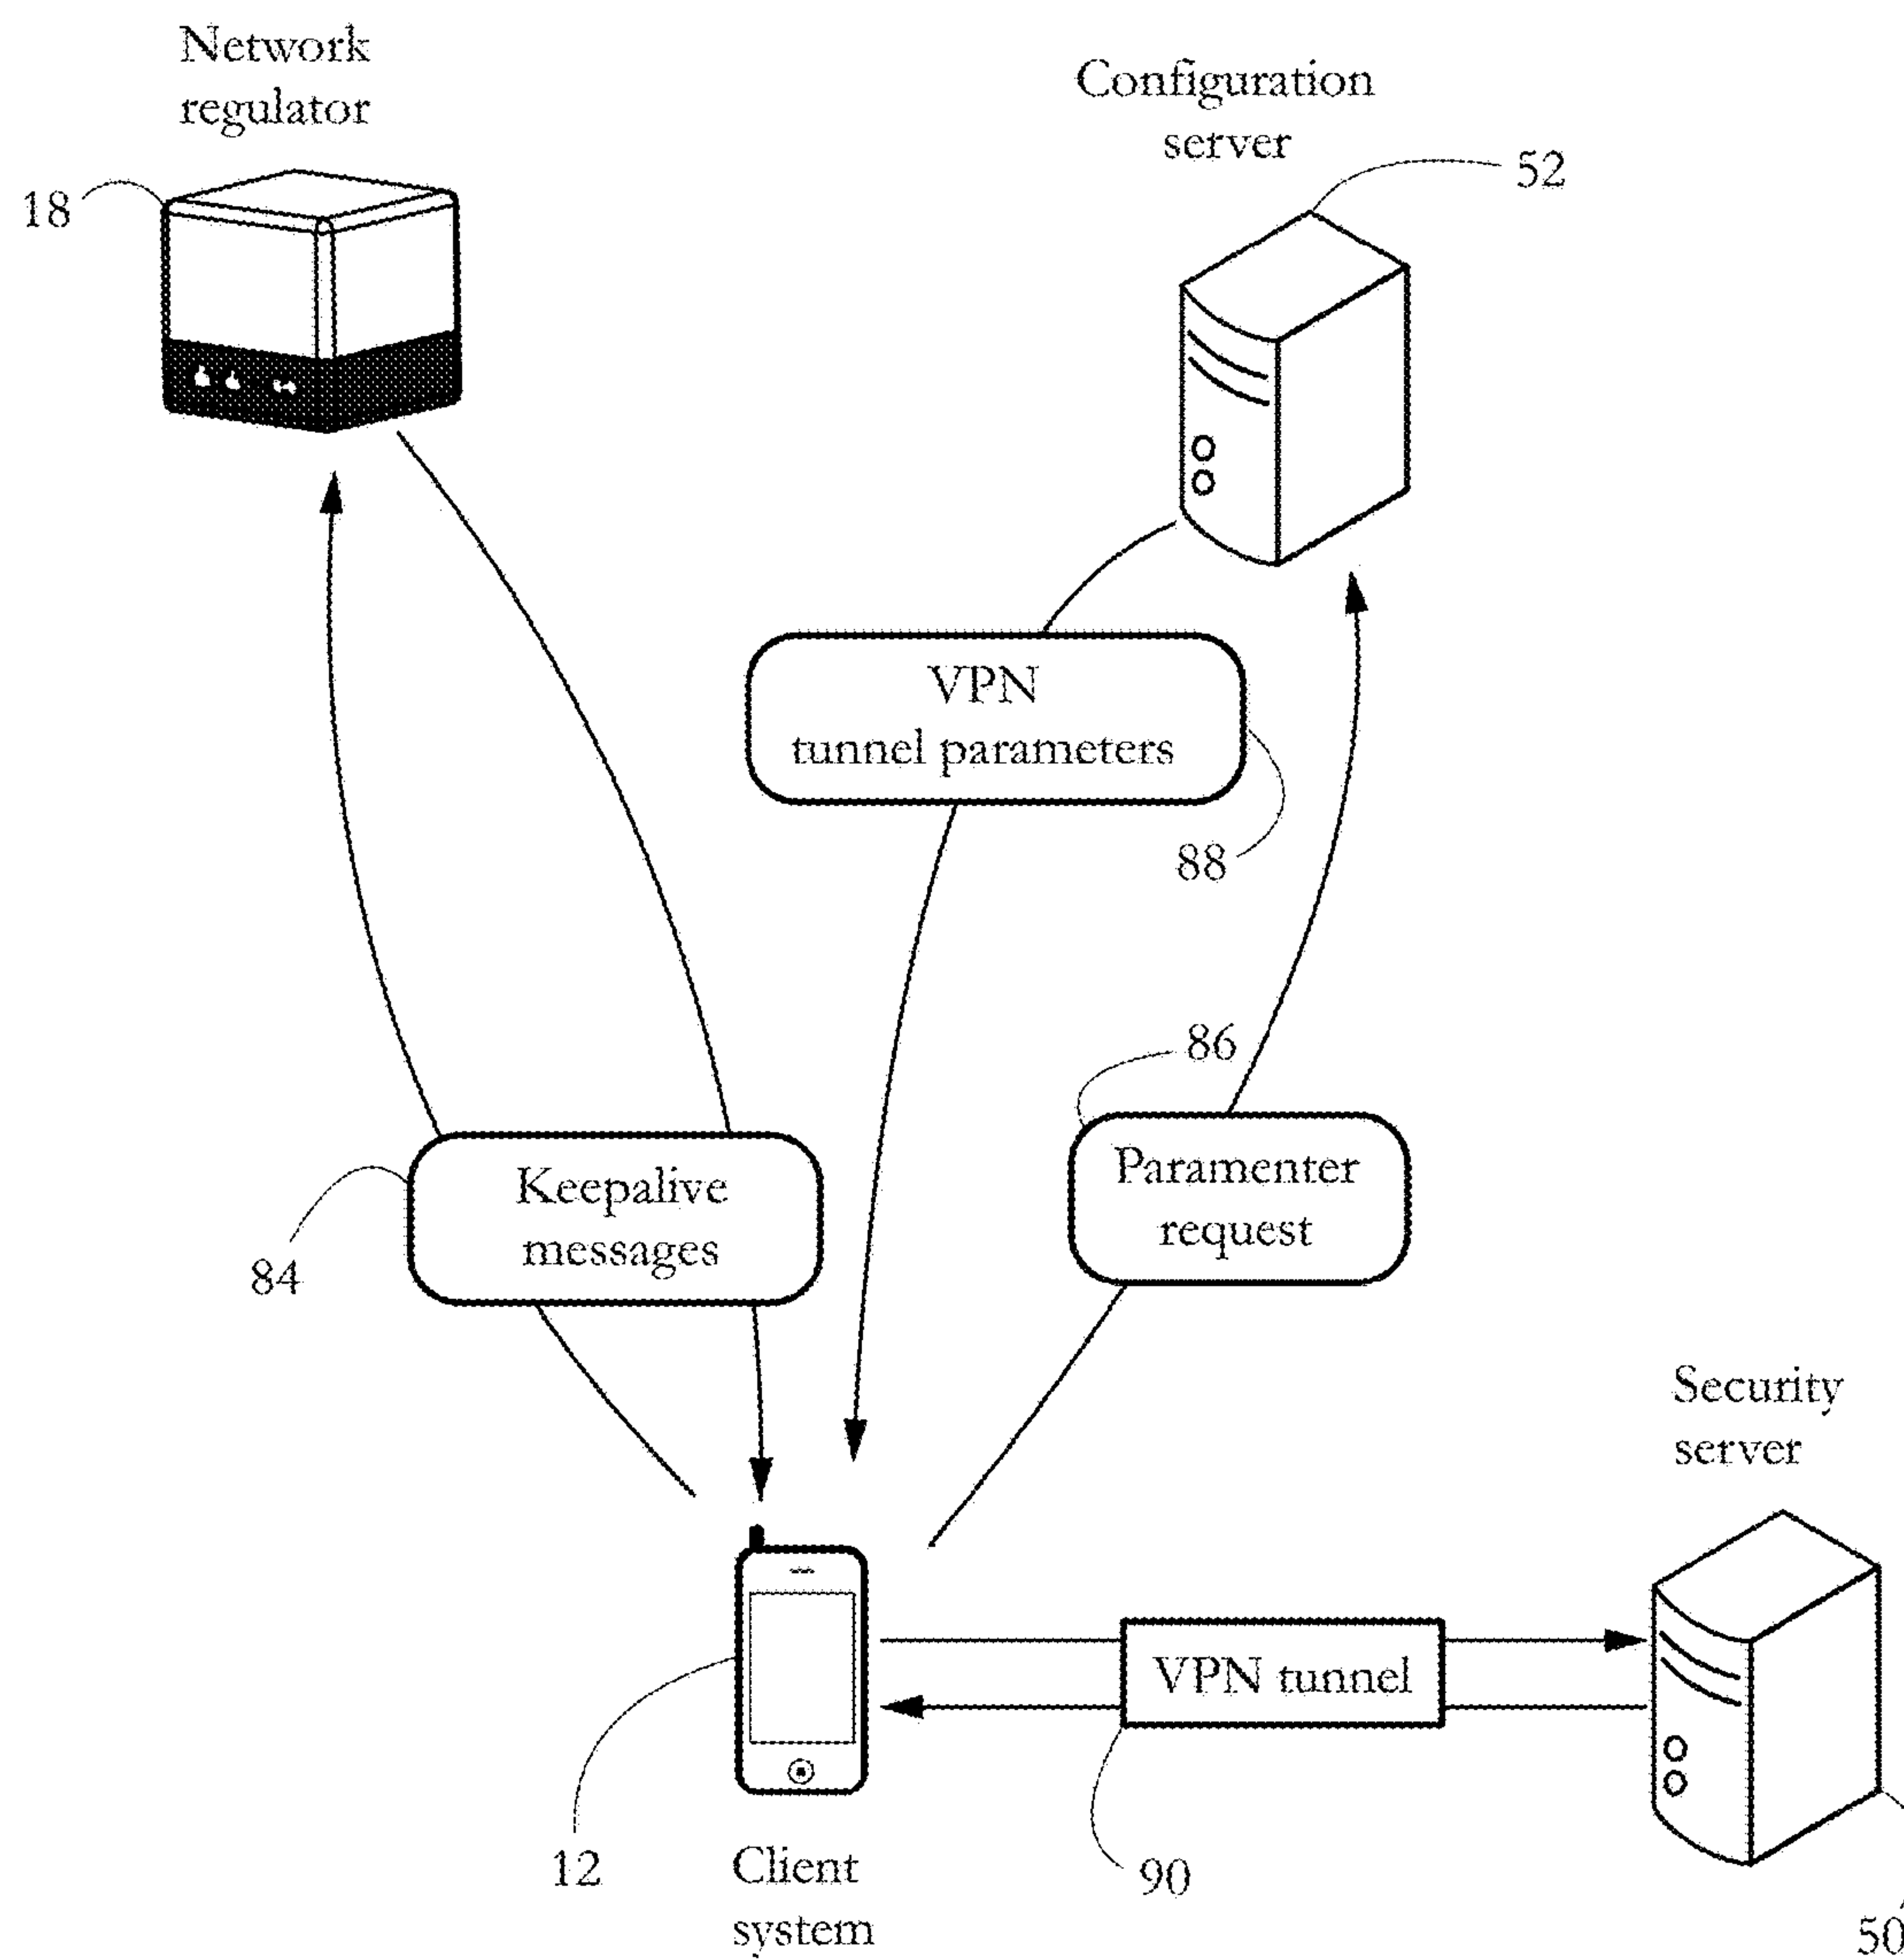 Network
regulator
Configuration
server
52
18
VPN
tunnel parameters
88
86
Paramenter
request
Keepalive
messages
84
Security
server
VPN tunnel
12
Client
system
90
50